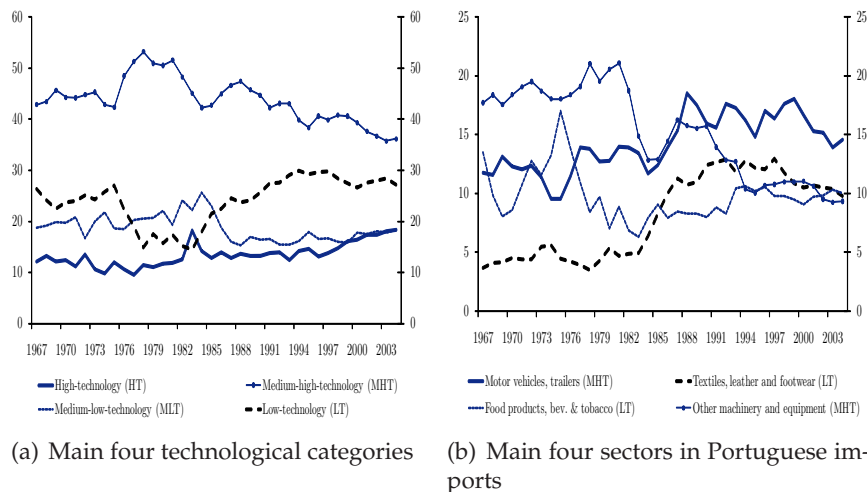 60 60
50 50
40 40
30 30
20 20
10 10
0 0
1967 1970 1973 1976 1979 1982 1985 1988 1991 1994 1997 2000 2003
High-technology (HT) Medium-high-technology (MHT)
Medium-low-technology (MLT) Low-technology (LT)
(a) Main four technological categories
25 25
20 20
15 15
10 10
5 5
0 0
1967 1970 1973 1976 1979 1982 1985 1988 1991 1994 1997 2000 2003
Motor vehicles, trailers (MHT) Textiles, leather and footwear (LT)
Food products, bev. & tobacco (LT) Other machinery and equipment (MHT)
(b) Main four sectors in Portuguese im-
ports